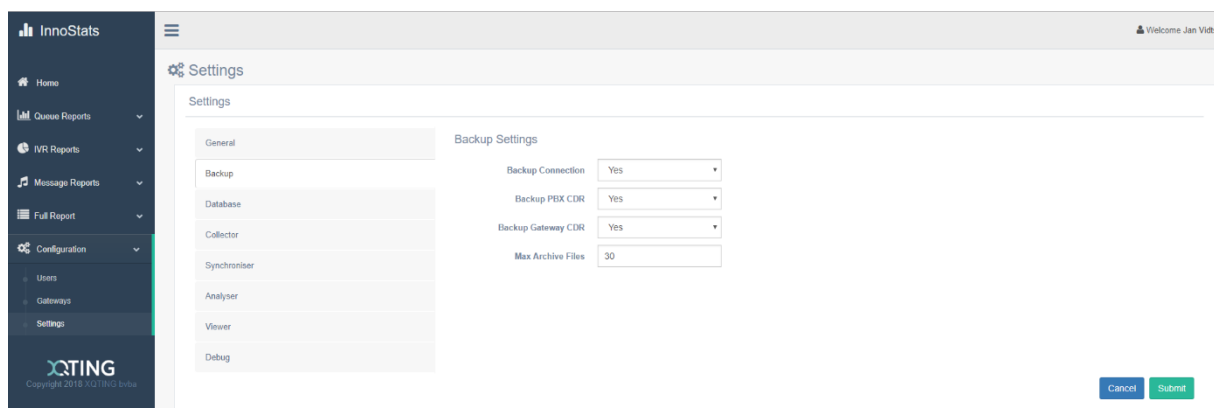 InnoStats
Welcome Jan Vidts
Home
Queue Reports
IVR Reports
Message Reports
Full Report
Configuration
Users
Gateways
Settings
XQTING
Copyright 2018 XQTING bvba
Settings
Settings
General
Backup
Database
Collector
Synchroniser
Analyser
Viewer
Debug
Backup Settings
Backup Connection Yes
Backup PBX CDR Yes
Backup Gateway CDR Yes
Max Archive Files 30
Cancel Submit